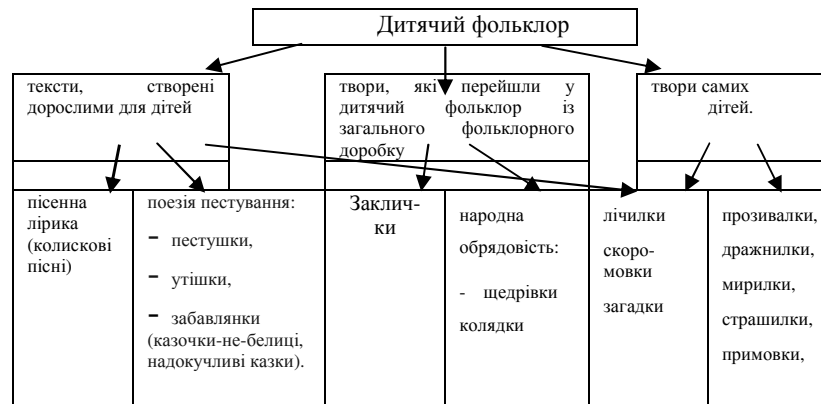 Дитячий фольклор
тексти, створені
дорослими для дітей
твори, які перейшли у
дитячий фольклор із
загального фольклорного
доробку
твори самих
дітей.
пісенна
лірика
(колискові
пісні)
поезія пестування:
– пестушки,
– утішки,
– забавлянки
(казочки-не-белиці,
надокучливі казки).
Заклич-
ки
народна
обрядовість:
- щедрівки
колядки
лічилки
скоро-
мовки
загадки
прозивалки,
дражнилки,
мирилки,
страшилки,
примовки,